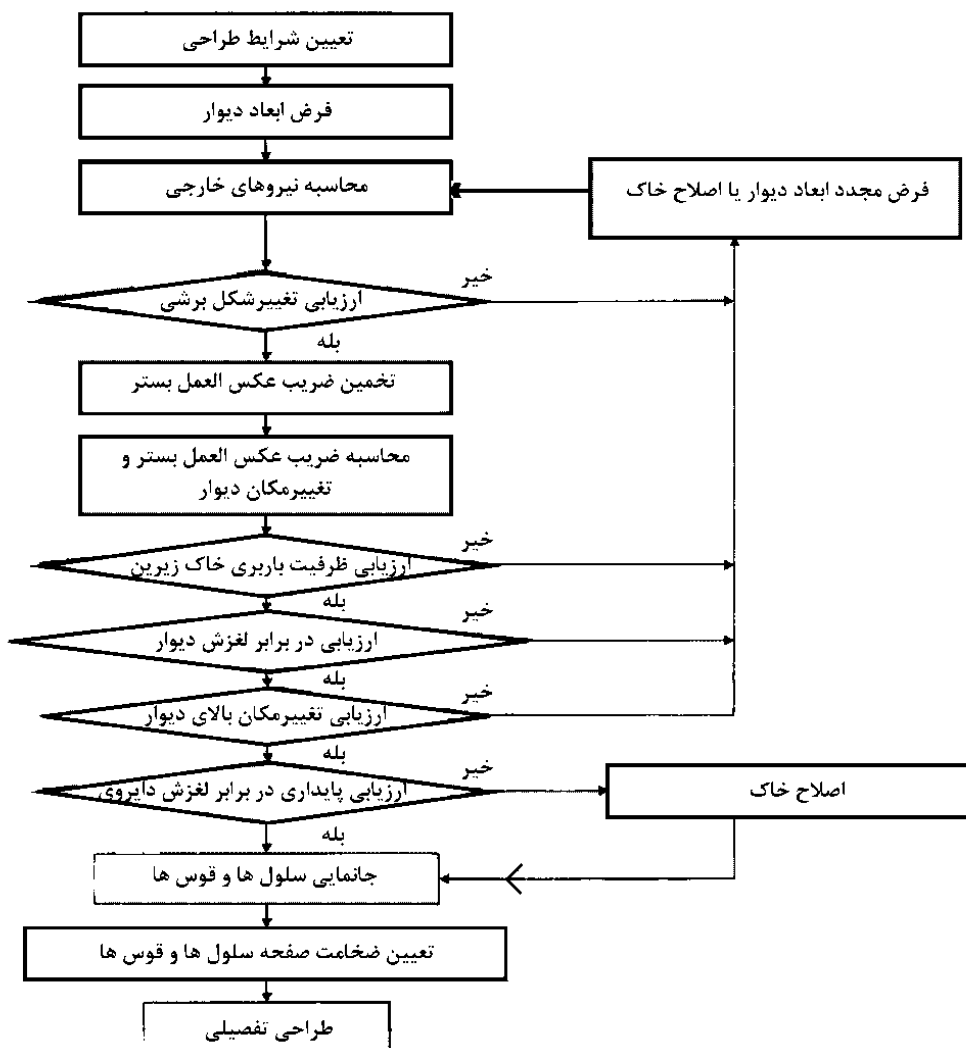 تعیین شرایط طراحی
فرض ابعاد دیوار
محاسبه نیروهای خارجی
فرض مجدد ابعاد دیوار یا اصلاح خاک
خیر
ارزیابی تغییرشکل برشی
بله
تخمین ضریب عکس العمل بستر
محاسبه ضریب عکس العمل بستر و
تغییرمکان دیوار
خیر
ارزیابی ظرفیت باربری خاک زیرین
بله
خیر
ارزیابی در برابر لغزش دیوار
بله
خیر
ارزیابی تغییرمکان بالای دیوار
بله
خیر
ارزیابی پایداری در برابر لغزش دایروی
اصلاح خاک
بله
جانمایی سلول ها و قوس ها
تعیین ضخامت صفحه سلول ها و قوس ها
طراحی تفصیلی